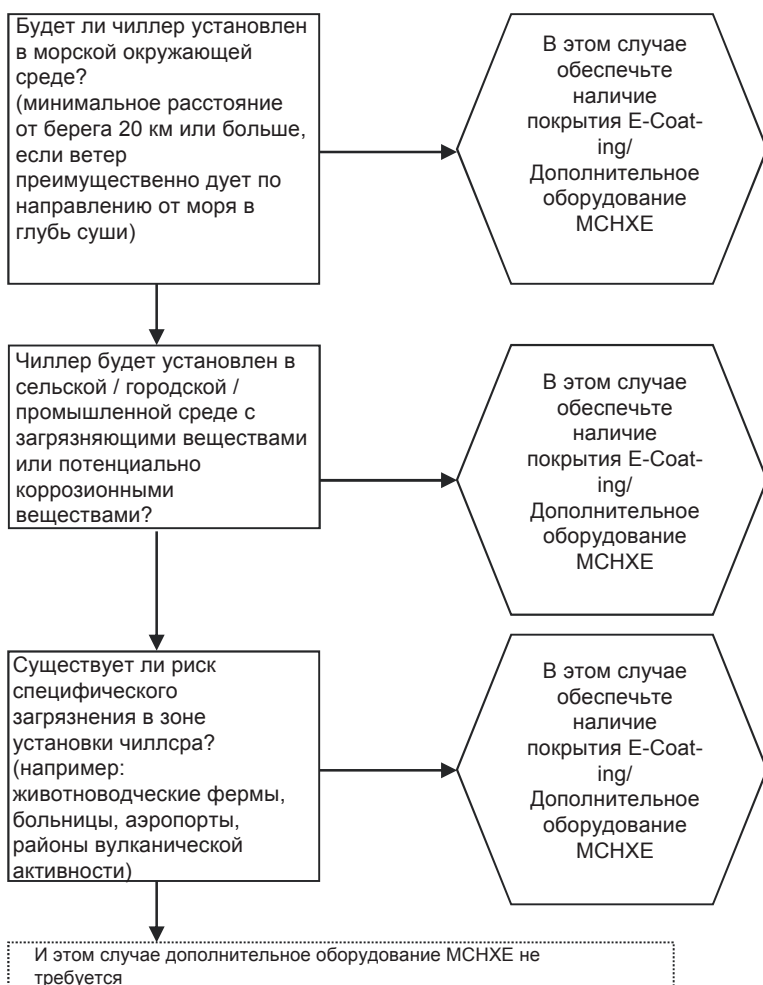 Будет ли чиллер установлен
в морской окружающей
среде?
(минимальное расстояние
от берега 20 км или больше,
если ветер
преимущественно дует по
направлению от моря в
глубь суши)
В этом случае
обеспечьте
наличие
покрытия E-Coat-
ing/
Дополнительное
оборудование
MCHXE
Чиллер будет установлен в
сельской / городской /
промышленной среде с
загрязняющими веществами
или потенциально
коррозионными
веществами?
В этом случае
обеспечьте
наличие
покрытия E-Coat-
ing/
Дополнительное
оборудование
MCHXE
Существует ли риск
специфического
загрязнения в зоне
установки чиллсра?
(например:
животноводческие фермы,
больницы, аэропорты,
районы вулканической
активности)
В этом случае
обеспечьте
наличие
покрытия E-Coat-
ing/
Дополнительное
оборудование
MCHXE
И этом случае дополнительное оборудование MCHXE не
требуется